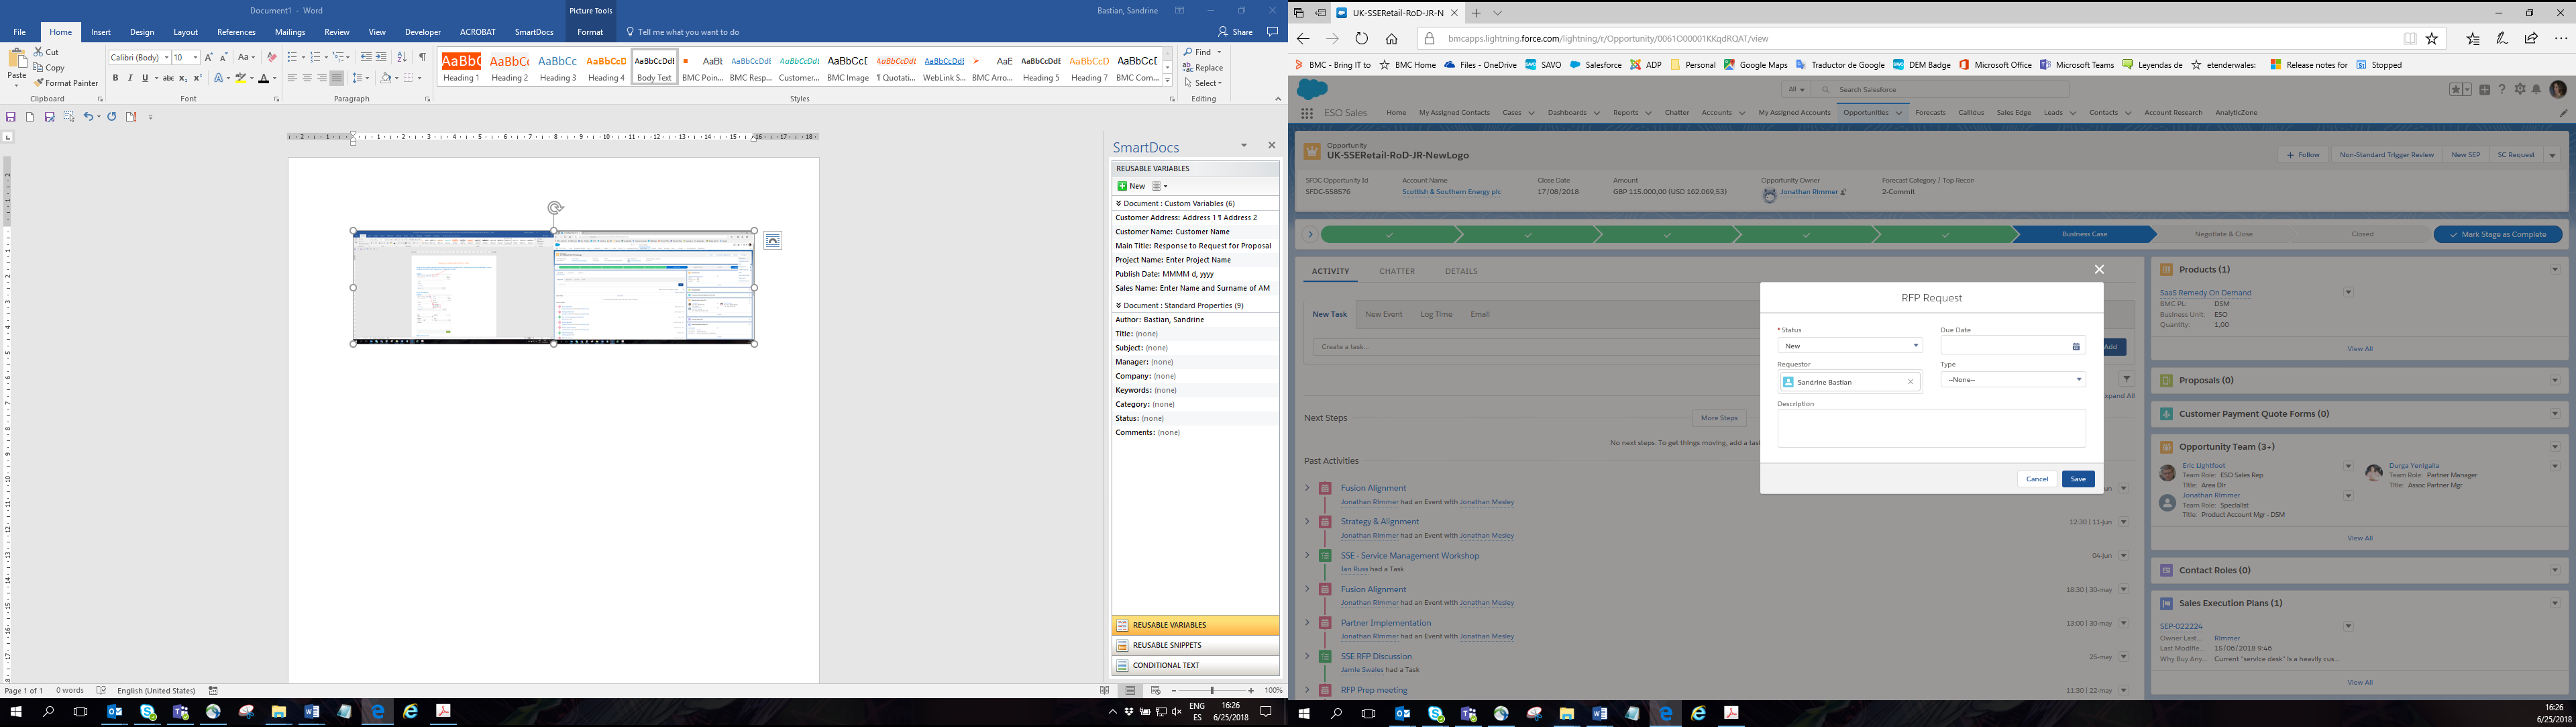 Document1 - Word
Picture Tools
Bastian, Sandrine
File Home Insert Design Layout References Mailings Review View Developer ACROBAT SmartDocs Format Tell me what you want to do Share
Paste
Cut
Copy
Format Painter
Calibri (Body) 10
Heading 1 Heading 2 Heading 3 Heading 4 Body Text BMC Poin... BMC Resp... Customer... BMC Image ¶ Quotati... WebLink S... BMC Arro... Heading 5 Heading 7 BMC Com...
Find
Replace
Select
Clipboard Font Paragraph Styles Editing
SmartDocs
REUSABLE VARIABLES
New
Document : Custom Variables (6)
Customer Address: Address 1 ¶ Address 2
Customer Name: Customer Name
Main Title: Response to Request for Proposal
Project Name: Enter Project Name
Publish Date: MMMM d, yyyy
Sales Name: Enter Name and Surname of AM
Document : Standard Properties (9)
Author: Bastian, Sandrine
Title: (none)
Subject: (none)
Manager: (none)
Company: (none)
Keywords: (none)
Category: (none)
Status: (none)
Comments: (none)
REUSABLE VARIABLES
REUSABLE SNIPPETS
CONDITIONAL TEXT
Page 1 of 1 0 words English (United States) 100%
ENG
ES
16:26
6/25/2018
UK-SSERetail-RoD-JR-N
bmcapps.lightning.force.com/lightning/r/Opportunity/0061O00001KKqdRQAT/view
BMC - Bring IT to BMC Home Files - OneDrive SAVO Salesforce ADP Personal Google Maps Traductor de Google DEM Badge Microsoft Office Microsoft Teams Leyendas de etenderwales: Release notes for Stopped
All Search Salesforce
ESO Sales Home My Assigned Contacts Cases Dashboards Reports Chatter Accounts My Assigned Accounts Opportunities Forecasts Callidus Sales Edge Leads Contacts Account Research AnalyticZone
Opportunity
UK-SSERetail-RoD-JR-NewLogo
+ Follow Non-Standard Trigger Review New SEP SC Request
SFDC Opportunity Id Account Name Close Date Amount Opportunity Owner Forecast Category / Top Recon
SFDC-558576 Scottish & Southern Energy plc 17/08/2018 GBP 115.000,00 (USD 162.069,53) Jonathan Rimmer 2-Commit
Business Case Negotiate & Close Closed Mark Stage as Complete
ACTIVITY CHATTER DETAILS
New Task New Event Log Time Email
Create a task...
Add
Expand All
Next Steps
More Steps
No next steps. To get things moving, add a task
Past Activities
Fusion Alignment
Jonathan Rimmer had an Event with Jonathan Mesley
Strategy & Alignment 12:30 | 11-Jun
Jonathan Rimmer had an Event with Jonathan Mesley
SSE - Service Management Workshop 04-Jun
Ian Russ had a Task
Fusion Alignment 18:30 | 30-may
Jonathan Rimmer had an Event with Jonathan Mesley
Partner Implementation 13:00 | 30-may
Jonathan Rimmer had an Event with Jonathan Mesley
SSE RFP Discussion 25-may
Jamie Swales had a Task
RFP Prep meeting 11:30 | 22-may
RFP Request
* Status Due Date
New
Requestor Type
Sandrine Bastian --None--
Description
Cancel Save
Products (1)
SaaS Remedy On Demand
BMC PL: DSM
Business Unit: ESO
Quantity: 1,00
View All
Proposals (0)
Customer Payment Quote Forms (0)
Opportunity Team (3+)
Eric Lightfoot
Team Role: ESO Sales Rep
Title: Area Dir
Durga Yenigalla
Team Role: Partner Manager
Title: Assoc Partner Mgr
Jonathan Rimmer
Team Role: Specialist
Title: Product Account Mgr - DSM
View All
Contact Roles (0)
Sales Execution Plans (1)
SEP-022224
Owner Last... Rimmer
Last Modifie... 15/06/2018 9:46
Why Buy Any... Current "service desk" is a heavily cus...
View All
16:26
6/25/2018